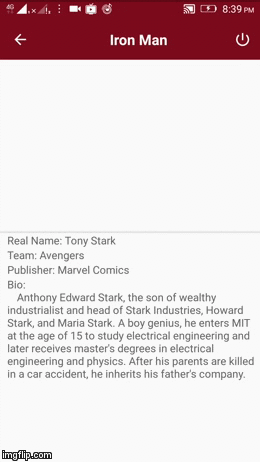 4G
8:39 PM
Iron Man
Real Name: Tony Stark
Team: Avengers
Publisher: Marvel Comics
Bio:
Anthony Edward Stark, the son of wealthy
industrialist and head of Stark Industries, Howard
Stark, and Maria Stark. A boy genius, he enters MIT
at the age of 15 to study electrical engineering and
later receives master's degrees in electrical
engineering and physics. After his parents are killed
in a car accident, he inherits his father's company.
imgflip.com